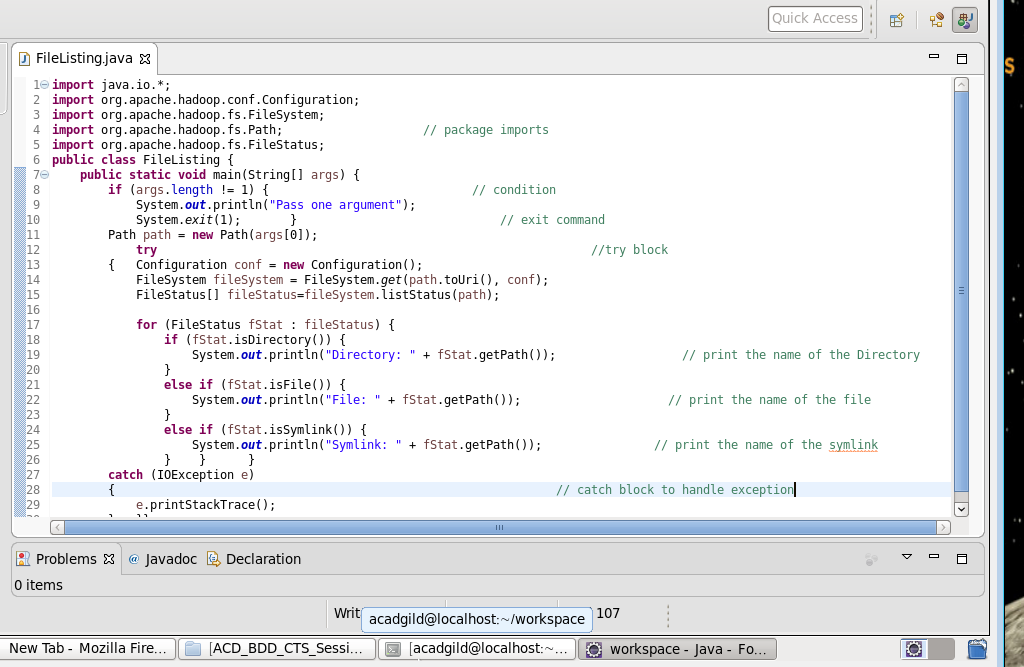 Quick Access
FileListing.java
1 import java.io.*;
2 import org.apache.hadoop.conf.Configuration;
3 import org.apache.hadoop.fs.FileSystem;
4 import org.apache.hadoop.fs.Path; // package imports
5 import org.apache.hadoop.fs.FileStatus;
6 public class FileListing {
7 public static void main(String[] args) {
8 if (args.length != 1) { // condition
9 System.out.println("Pass one argument");
10 System.exit(1); } // exit command
11 Path path = new Path(args[0]);
12 try //try block
13 { Configuration conf = new Configuration();
14 FileSystem fileSystem = FileSystem.get(path.toUri(), conf);
15 FileStatus[] fileStatus=fileSystem.listStatus(path);
16
17 for (FileStatus fStat : fileStatus) {
18 if (fStat.isDirectory()) {
19 System.out.println("Directory: " + fStat.getPath()); // print the name of the Directory
20 }
21 else if (fStat.isFile()) {
22 System.out.println("File: " + fStat.getPath()); // print the name of the file
23 }
24 else if (fStat.isSymlink()) {
25 System.out.println("Symlink: " + fStat.getPath()); // print the name of the symlink
26 } } }
27 catch (IOException e)
28 { // catch block to handle exception
29 e.printStackTrace();
Problems @ Javadoc Declaration
0 items
Writ 107
acadgild@localhost:~/workspace
New Tab - Mozilla Fire... [ACD_BDD_CTS_Sessi... [acadgild@localhost:~... workspace - Java - Fo...